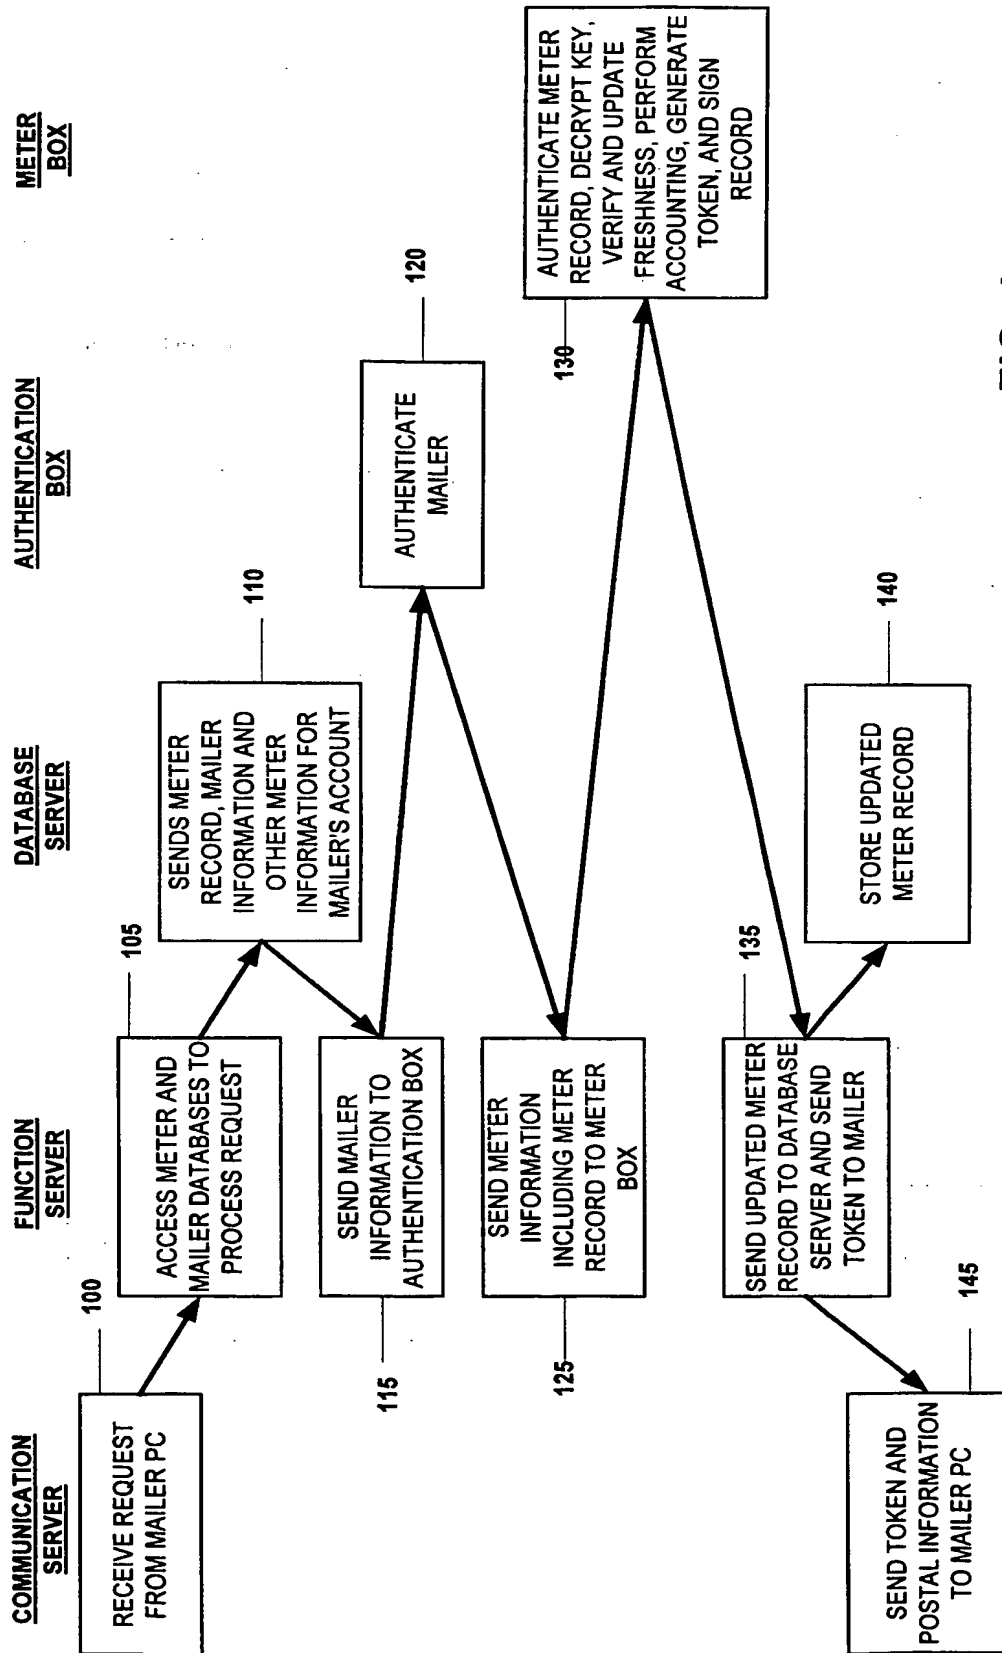 COMMUNICATION
SERVER
FUNCTION
SERVER
DATABASE
SERVER
AUTHENTICATION
BOX
METER
BOX
100
RECEIVE REQUEST
FROM MAILER PC
105
ACCESS METER AND
MAILER DATABASES TO
PROCESS REQUEST
110
SENDS METER
RECORD, MAILER
INFORMATION AND
OTHER METER
INFORMATION FOR
MAILER'S ACCOUNT
115
SEND MAILER
INFORMATION TO
AUTHENTICATION BOX
120
AUTHENTICATE
MAILER
125
SEND METER
INFORMATION
INCLUDING METER
RECORD TO METER
BOX
130
AUTHENTICATE METER
RECORD, DECRYPT KEY,
VERIFY AND UPDATE
FRESHNESS, PERFORM
ACCOUNTING, GENERATE
TOKEN, AND SIGN
RECORD
135
SEND UPDATED METER
RECORD TO DATABASE
SERVER AND SEND
TOKEN TO MAILER
140
STORE UPDATED
METER RECORD
145
SEND TOKEN AND
POSTAL INFORMATION
TO MAILER PC